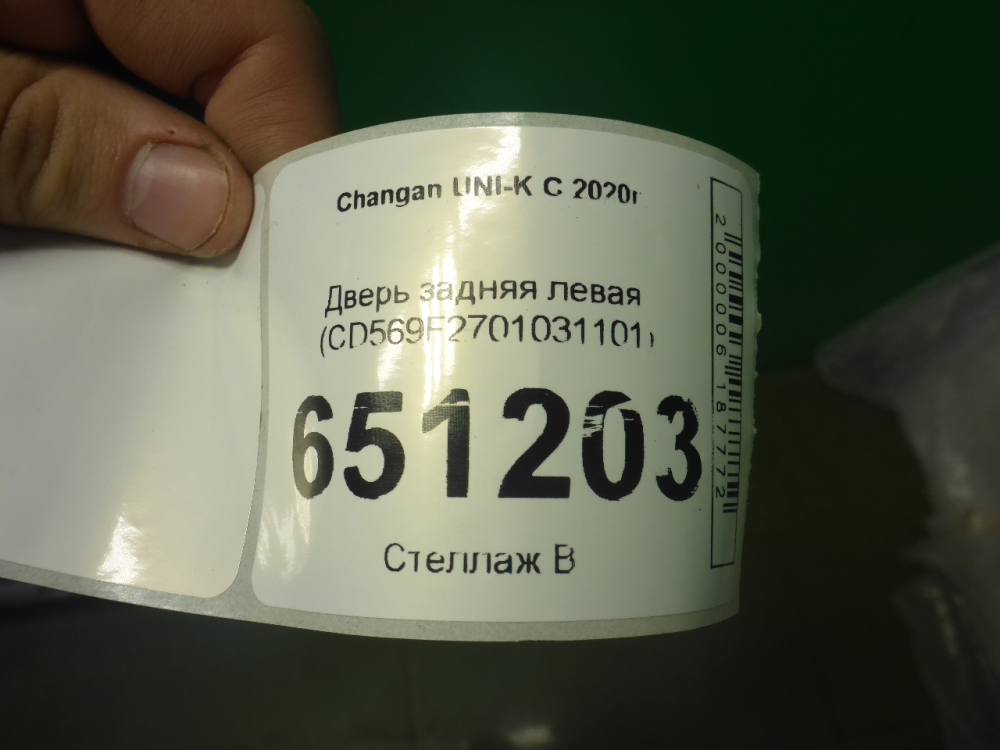 Changan UNI-K С 2020г
Дверь задняя левая
(CD569F2701031101)
651203
Стеллаж В
2000006187772